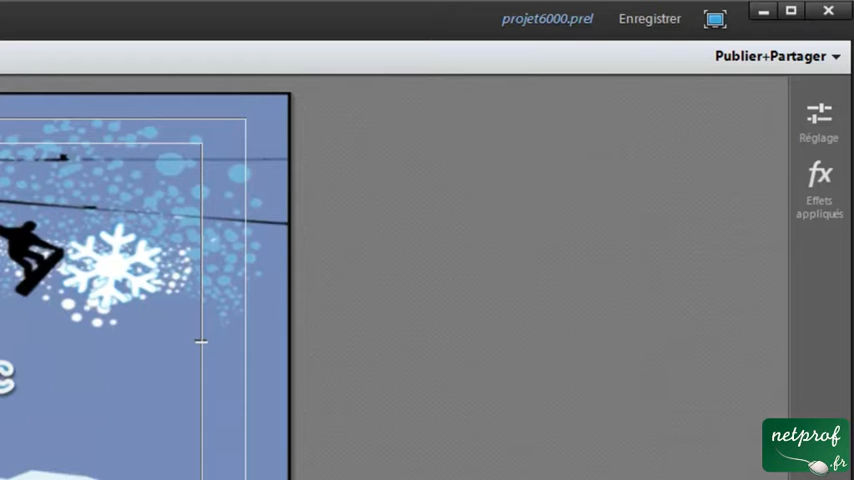 projet6000.prel Enregistrer
Publier+Partager
Réglage
fx
Effets
appliqués
netprof
.fr